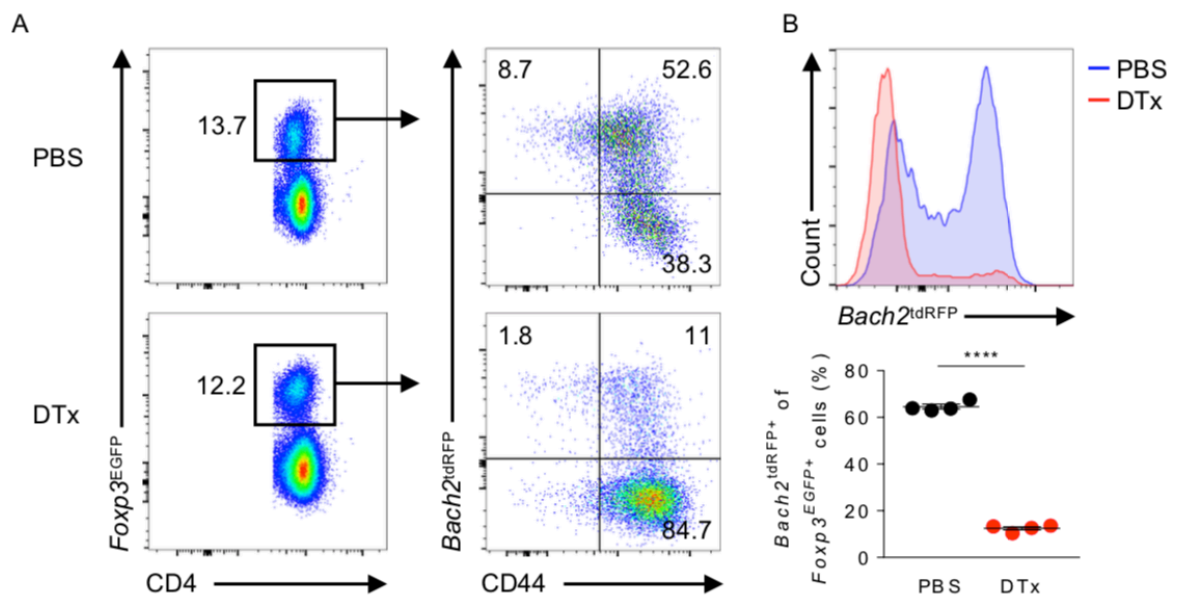 A
B
PBS
13.7
8.7
52.6
38.3
DTx
12.2
1.8
11
84.7
Foxp3EGFP
CD4
Bach2tdRFP
CD44
PBS
DTx
Count
Bach2tdRFP
****
80
60
40
20
0
Bach2tdRFP+ of
Foxp3EGFP+ cells (%)
PBS
DTx